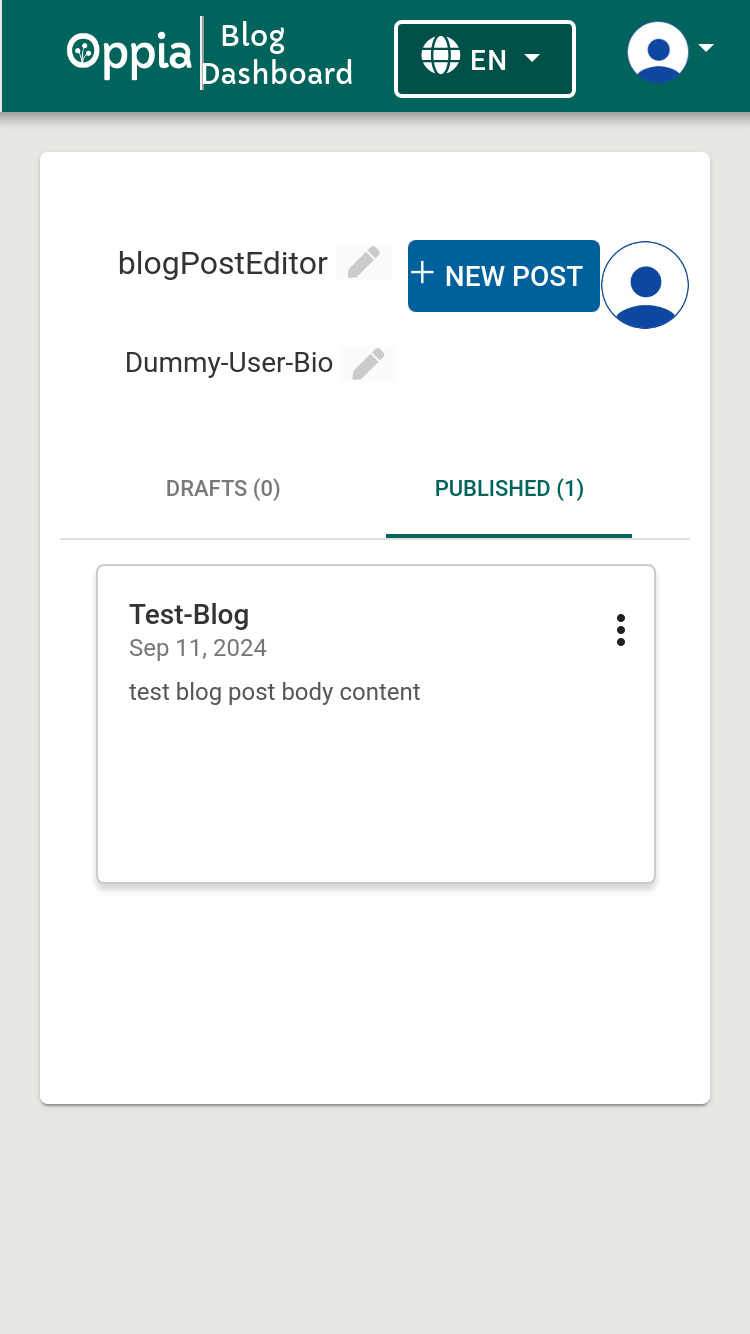 Oppia
Blog
Dashboard
EN
blogPostEditor
+ NEW POST
Dummy-User-Bio
DRAFTS (0)
PUBLISHED (1)
Test-Blog
Sep 11, 2024
test blog post body content